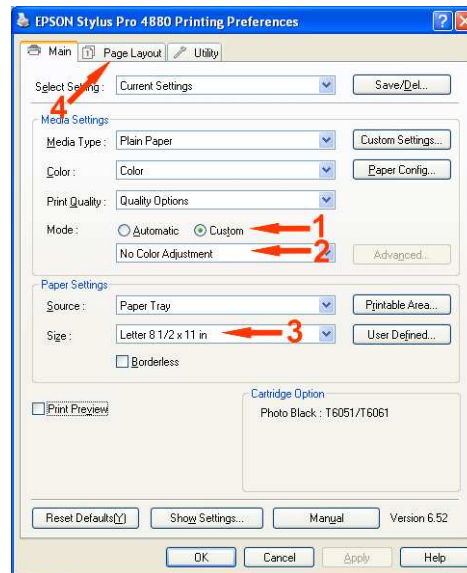 EPSON Stylus Pro 4880 Printing Preferences
Main Page Layout Utility
4
Select Setting : Current Settings Save/Del...
Media Settings
Media Type : Plain Paper Custom Settings...
Color : Color Paper Config...
Print Quality : Quality Options
Mode : Automatic Custom 1
No Color Adjustment 2 Advanced...
Paper Settings
Source : Paper Tray Printable Area...
Size : Letter 8 1/2 x 11 in 3 User Defined...
Borderless
Print Preview
Cartridge Option
Photo Black : T6051/T6061
Reset Defaults(Y) Show Settings... Manual Version 6.52
OK Cancel Apply Help